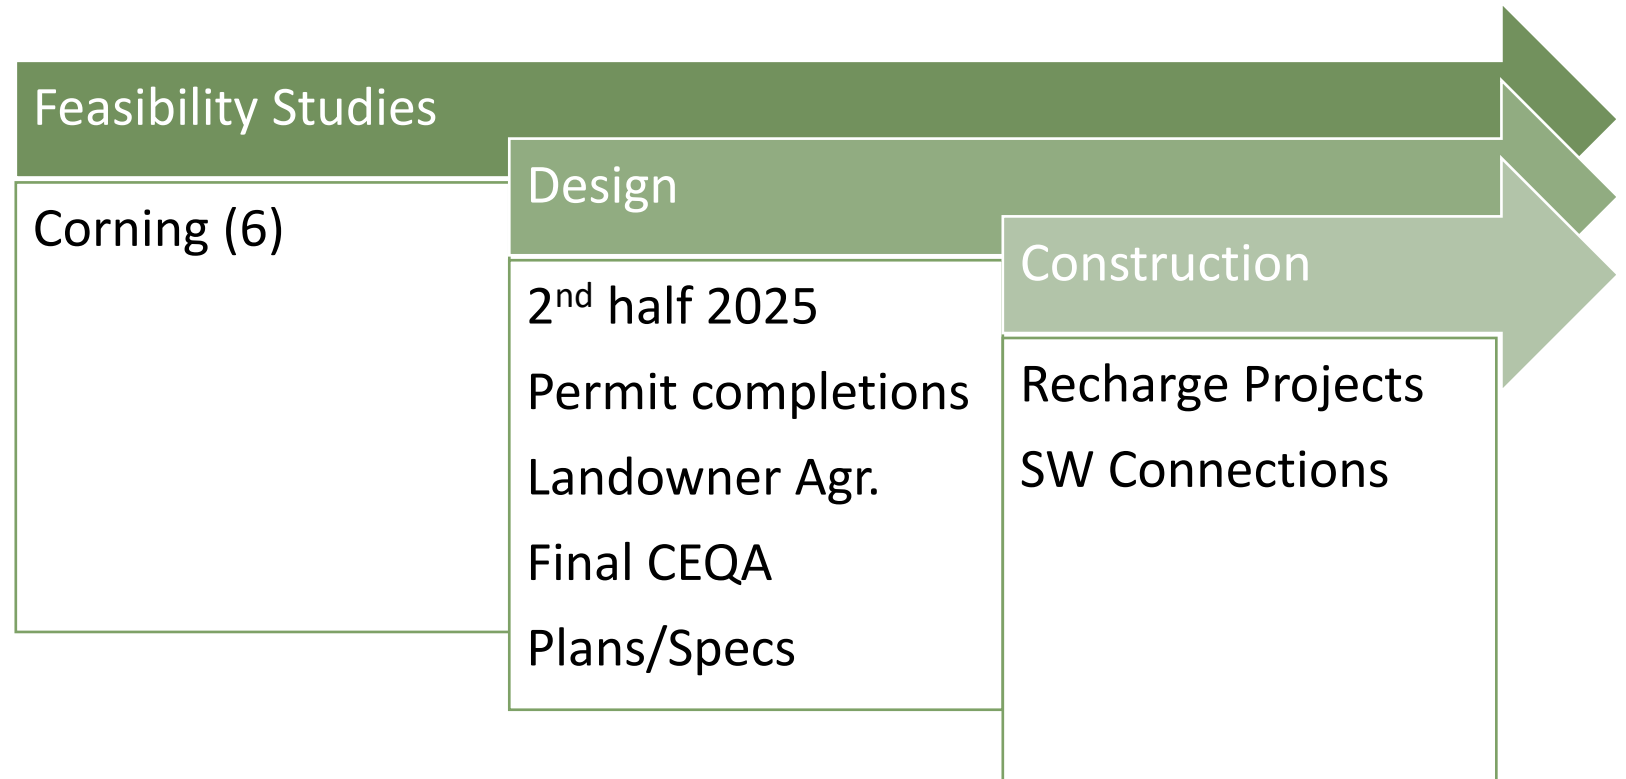 Feasibility Studies
Corning (6)
Design
2nd half 2025
Permit completions
Landowner Agr.
Final CEQA
Plans/Specs
Construction
Recharge Projects
SW Connections